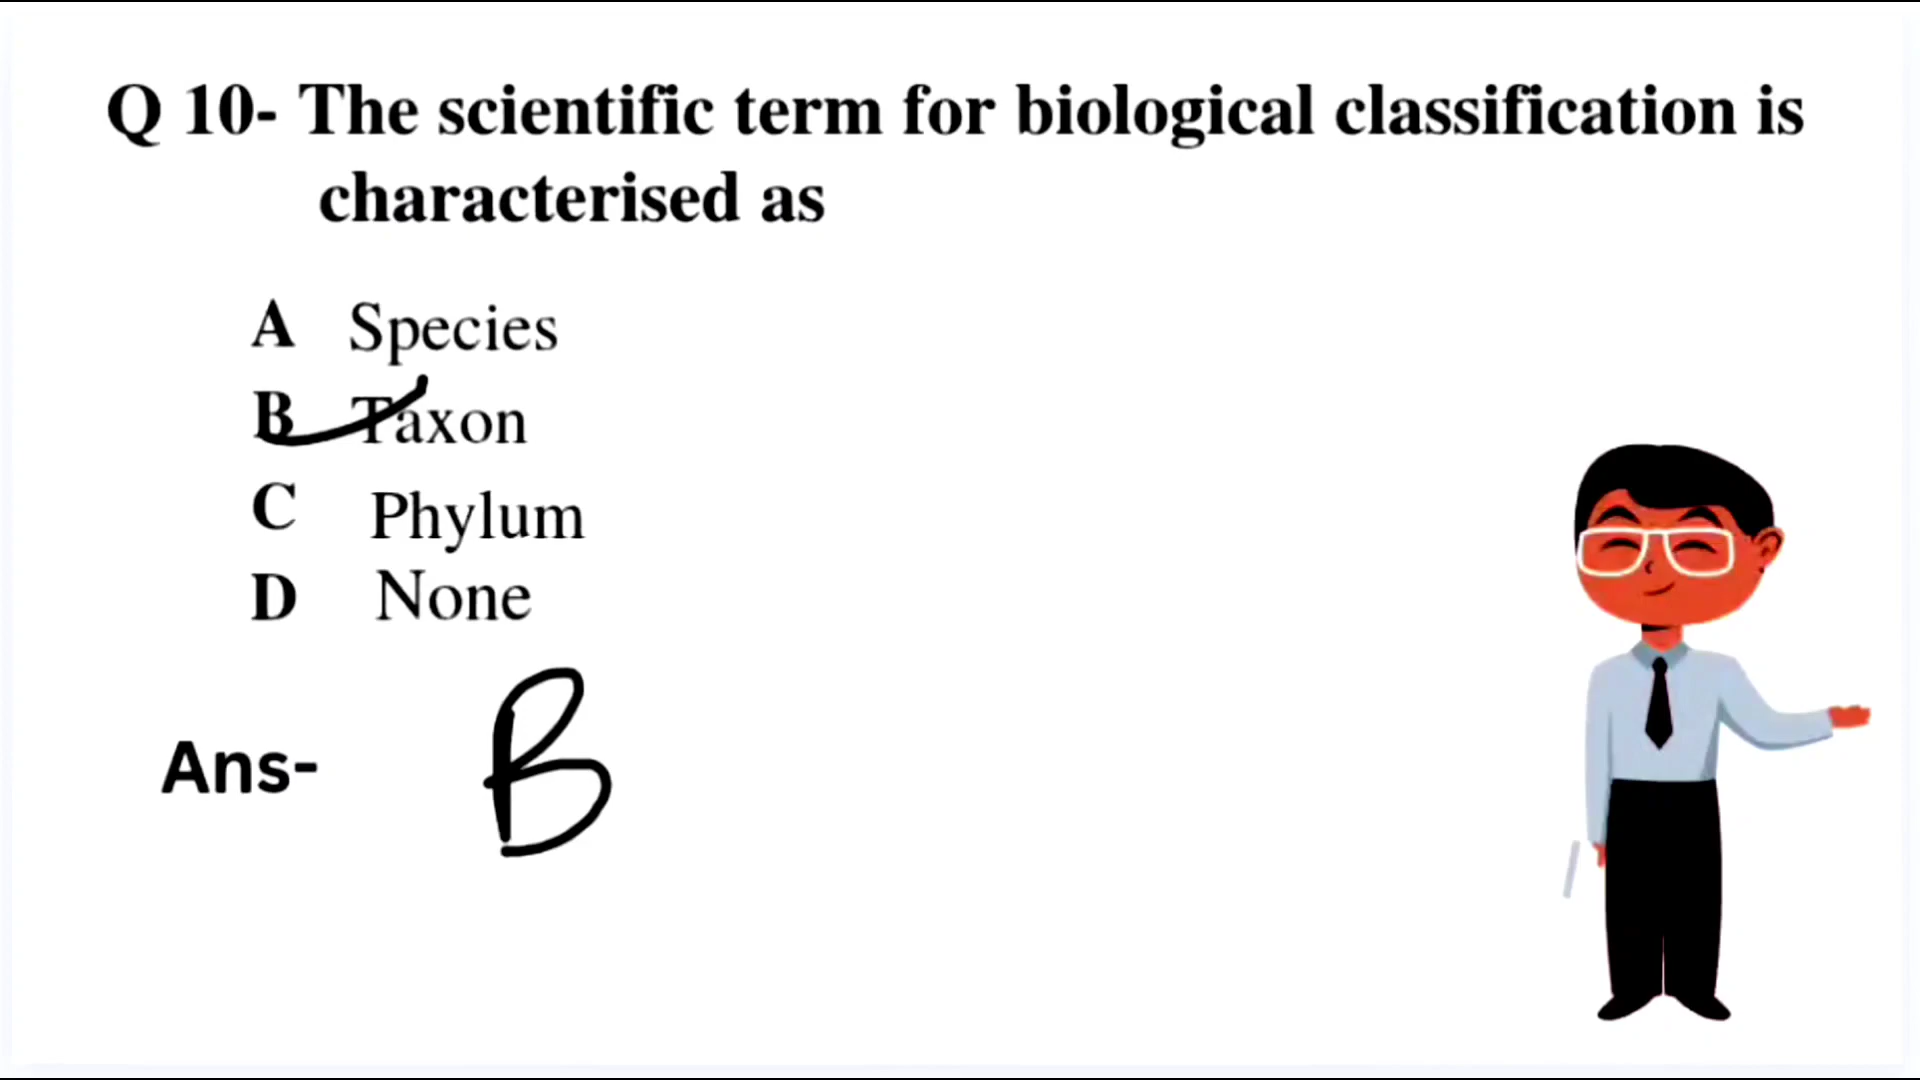 Q 10- The scientific term for biological classification is
characterised as
A Species
B Taxon
C Phylum
D None
Ans- B